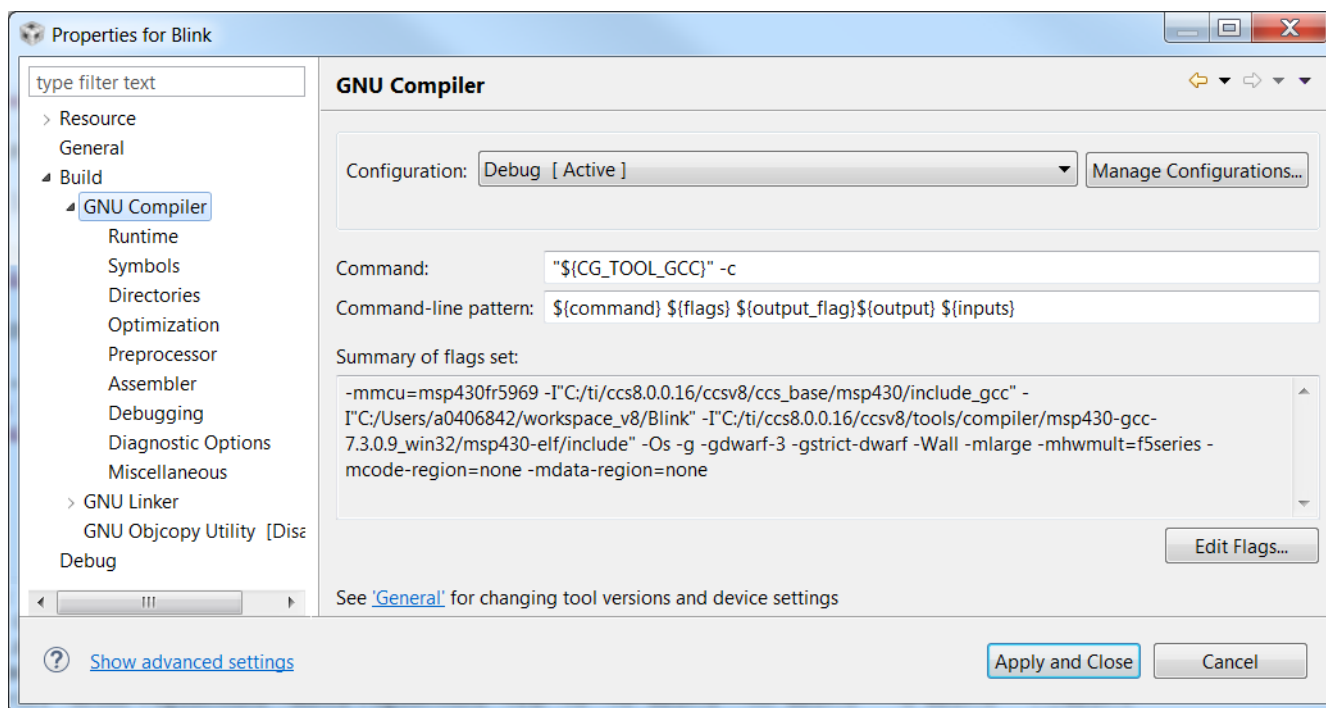 Properties for Blink
type filter text
Resource
General
Build
GNU Compiler
Runtime
Symbols
Directories
Optimization
Preprocessor
Assembler
Debugging
Diagnostic Options
Miscellaneous
GNU Linker
GNU Objcopy Utility [Disa
Debug
GNU Compiler
Configuration: Debug [ Active ] Manage Configurations...
Command: "${CG_TOOL_GCC}" -c
Command-line pattern: ${command} ${flags} ${output_flag}${output} ${inputs}
Summary of flags set:
-mmcu=msp430fr5969 -I"C:/ti/ccs8.0.0.16/ccsv8/ccs_base/msp430/include_gcc" -
I"C:/Users/a0406842/workspace_v8/Blink" -I"C:/ti/ccs8.0.0.16/ccsv8/tools/compiler/msp430-gcc-
7.3.0.9_win32/msp430-elf/include" -Os -g -gdwarf-3 -gstrict-dwarf -Wall -mlarge -mhwmult=f5series -
mcode-region=none -mdata-region=none
Edit Flags...
See 'General' for changing tool versions and device settings
Show advanced settings
Apply and Close
Cancel